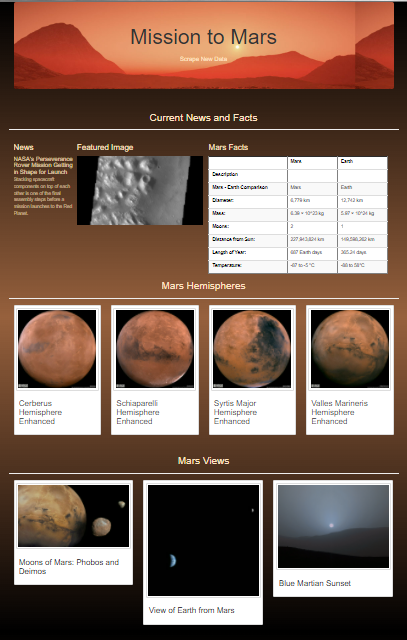 Mission to Mars
Scrape New Data
Current News and Facts
News
NASA's Perseverance
Rover Mission Getting
in Shape for Launch
Stacking spacecraft
components on top of each
other is one of the final
assembly steps before a
mission launches to the Red
Planet.
Featured Image
Mars Facts
Mars Earth
Description
Mars - Earth Comparison Mars Earth
Diameter: 6,779 km 12,742 km
Mass: 6.39 × 10^23 kg 5.97 × 10^24 kg
Moons: 2 1
Distance from Sun: 227,943,824 km 149,598,262 km
Length of Year: 687 Earth days 365.24 days
Temperature: -87 to -5 °C -88 to 58°C
Mars Hemispheres
Cerberus
Hemisphere
Enhanced
Schiaparelli
Hemisphere
Enhanced
Syrtis Major
Hemisphere
Enhanced
Valles Marineris
Hemisphere
Enhanced
Mars Views
Moons of Mars: Phobos and
Deimos
View of Earth from Mars
Blue Martian Sunset